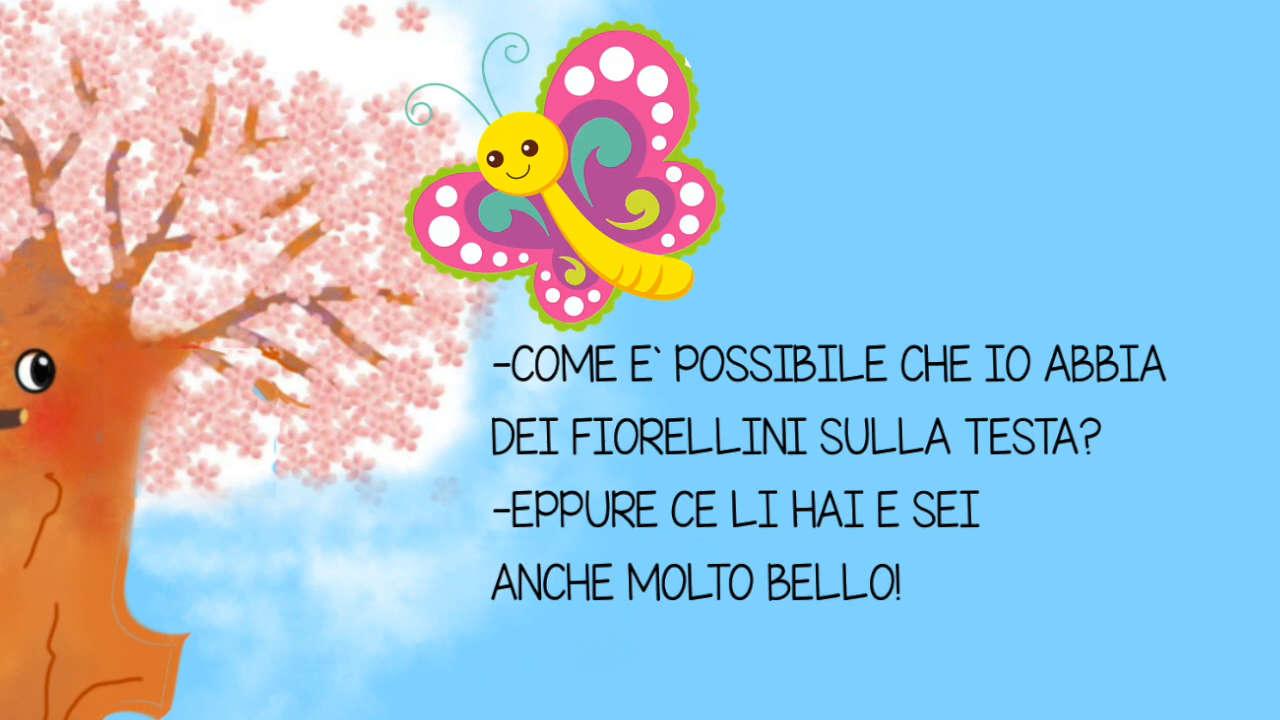 -COME E` POSSIBILE CHE IO ABBIA
DEI FIORELLINI SULLA TESTA?
-EPPURE CE LI HAI E SEI
ANCHE MOLTO BELLO!